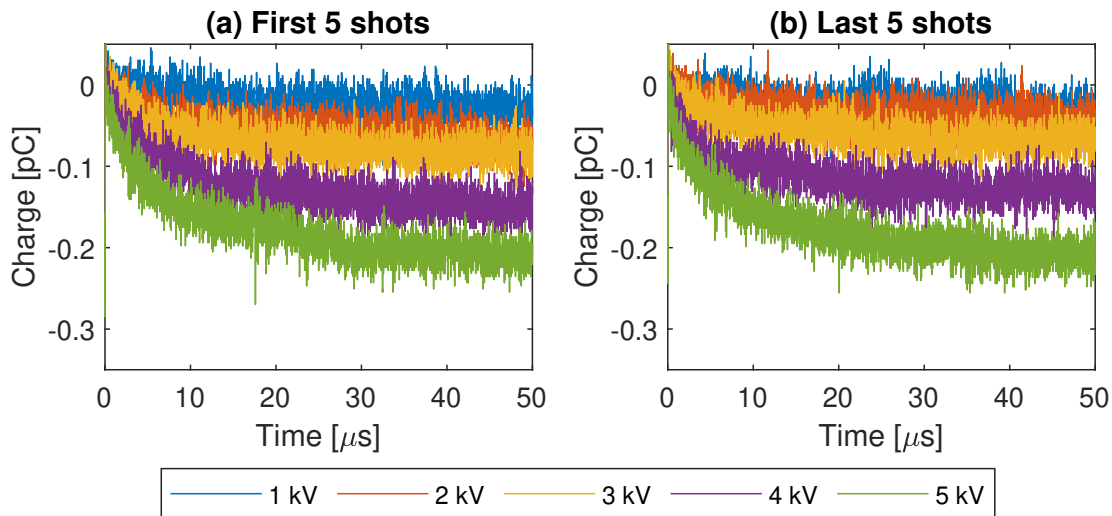 (a) First 5 shots
(b) Last 5 shots
Charge [pC]
0
-0.1
-0.2
-0.3
0 10 20 30 40 50
Time [μs]
Charge [pC]
0
-0.1
-0.2
-0.3
0 10 20 30 40 50
Time [μs]
1 kV 2 kV 3 kV 4 kV 5 kV